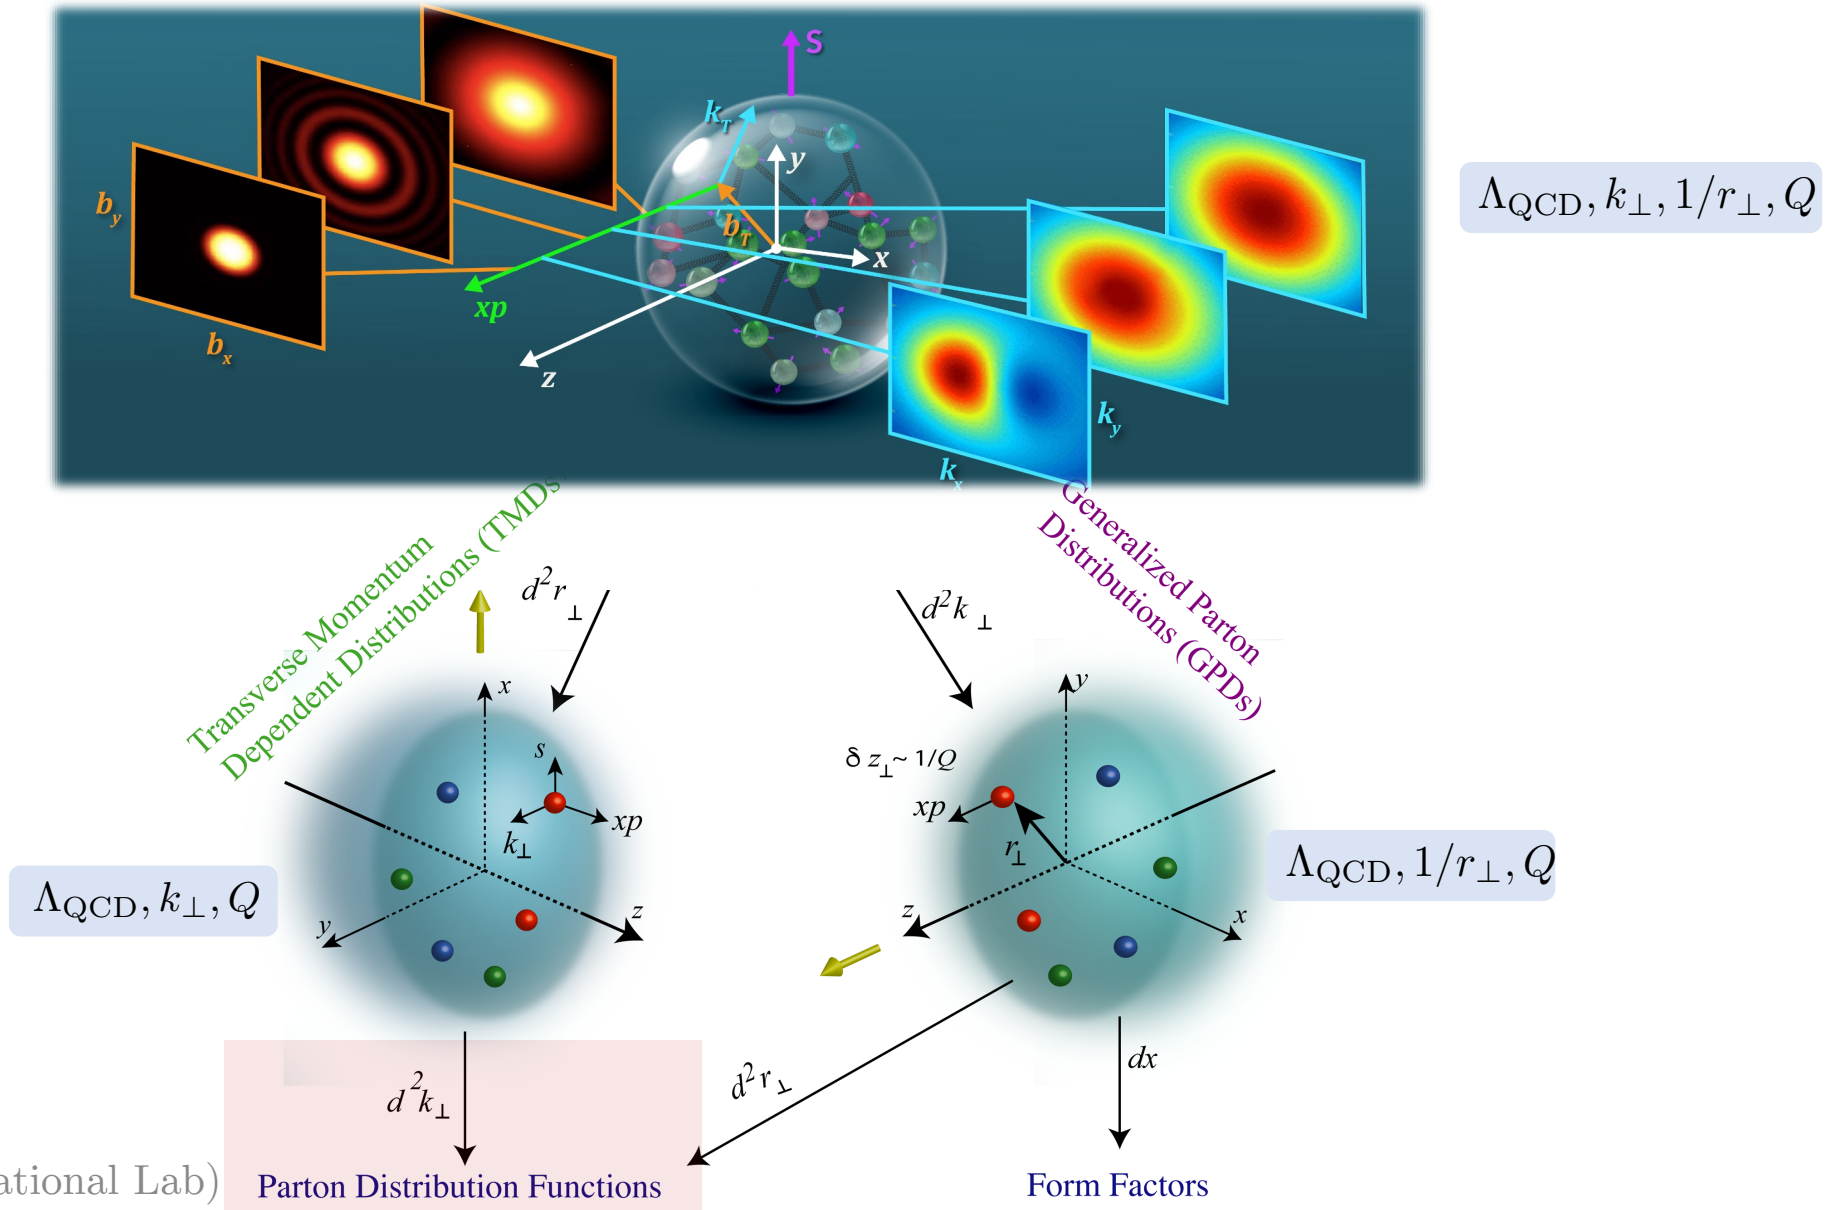 S
k_T
y
b_y
b_T
x
Λ_QCD, k_⊥, 1/r_⊥, Q
xp
b_x
z
k_y
k_x
Transverse Momentum
Dependent Distributions (TMDs
Generalized Parton
Distributions (GPDs)
d²r_⊥
d²k_⊥
x
s
k_⊥
xp
y
z
Λ_QCD, k_⊥, Q
y
δ z_⊥ ~ 1/Q
xp
r_⊥
z
x
Λ_QCD, 1/r_⊥, Q
d²k_⊥
d²r_⊥
dx
ational Lab)
Parton Distribution Functions
Form Factors